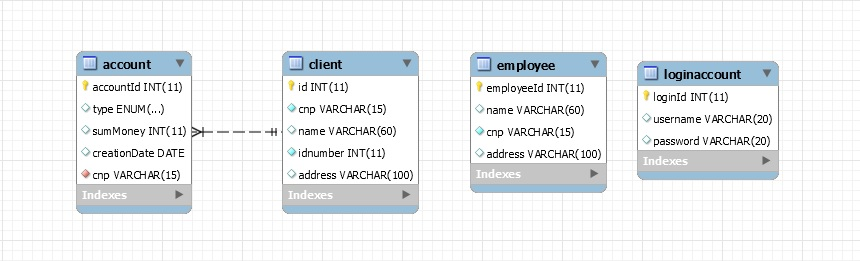 account
accountId INT(11)
type ENUM(...)
sumMoney INT(11)
creationDate DATE
cnp VARCHAR(15)
Indexes
client
id INT(11)
cnp VARCHAR(15)
name VARCHAR(60)
idnumber INT(11)
address VARCHAR(100)
Indexes
employee
employeeId INT(11)
name VARCHAR(60)
cnp VARCHAR(15)
address VARCHAR(100)
Indexes
loginaccount
loginId INT(11)
username VARCHAR(20)
password VARCHAR(20)
Indexes